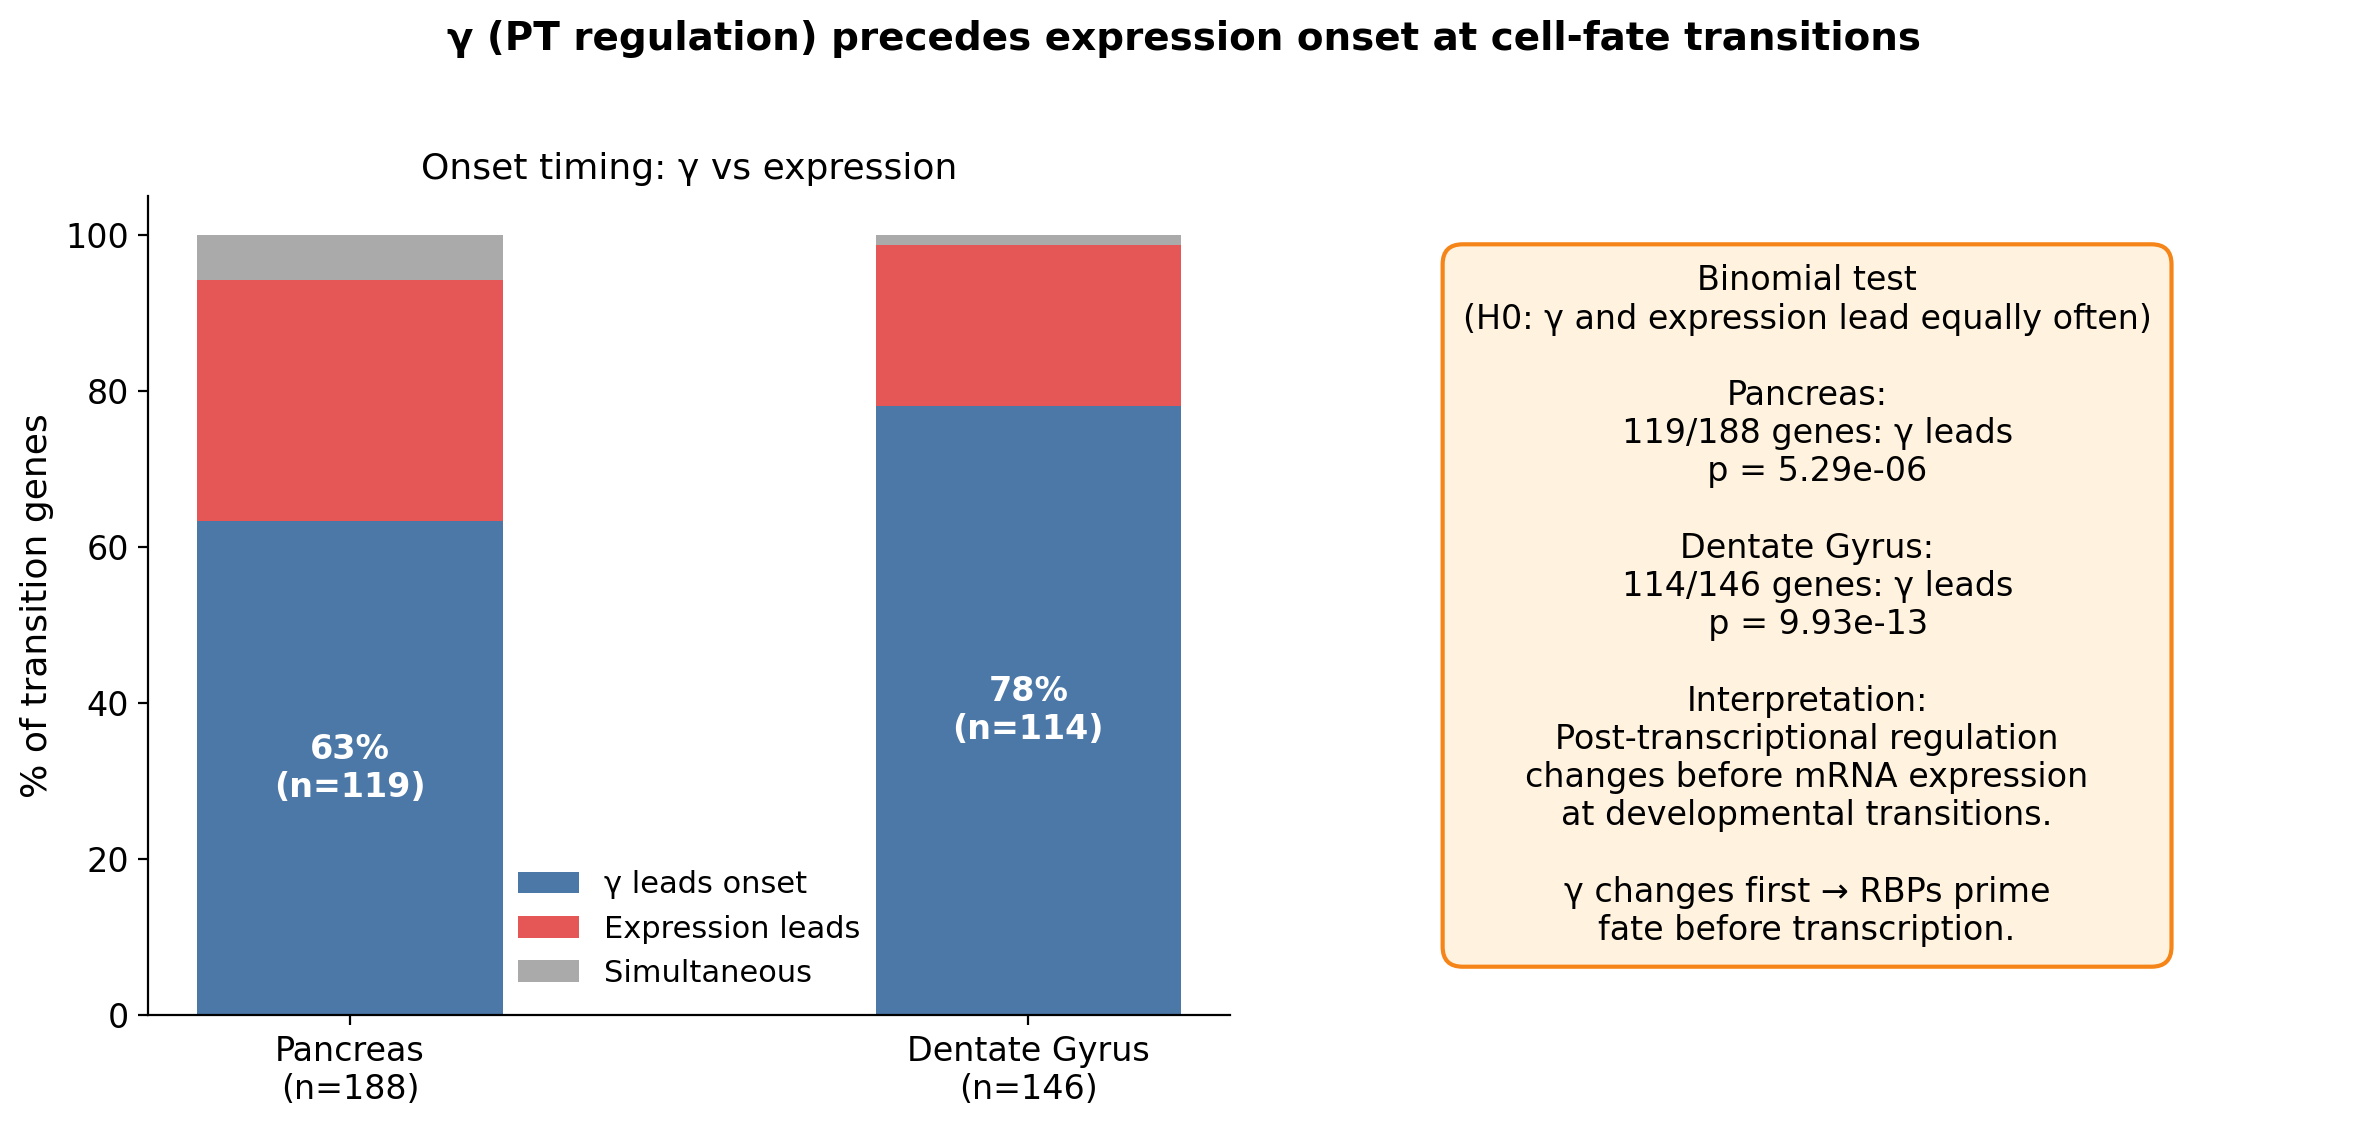 γ (PT regulation) precedes expression onset at cell-fate transitions
Onset timing: γ vs expression
% of transition genes
100
80
60
40
20
0
63%
(n=119)
78%
(n=114)
γ leads onset
Expression leads
Simultaneous
Pancreas
(n=188)
Dentate Gyrus
(n=146)
Binomial test
(H0: γ and expression lead equally often)
Pancreas:
119/188 genes: γ leads
p = 5.29e-06
Dentate Gyrus:
114/146 genes: γ leads
p = 9.93e-13
Interpretation:
Post-transcriptional regulation
changes before mRNA expression
at developmental transitions.
γ changes first → RBPs prime
fate before transcription.